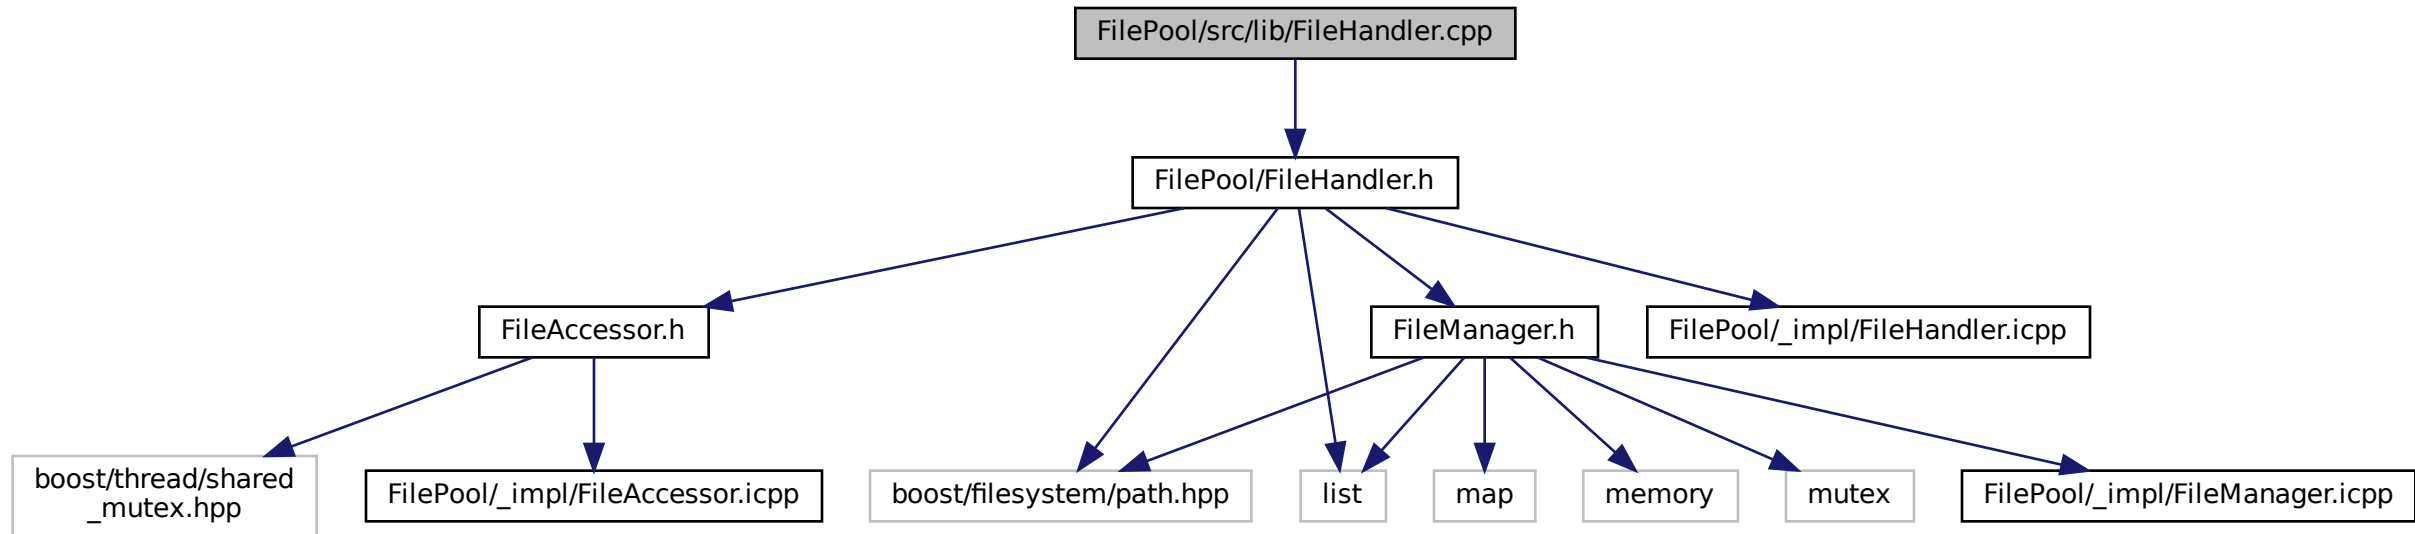 FilePool/src/lib/FileHandler.cpp
FilePool/FileHandler.h
FileAccessor.h
FileManager.h
FilePool/_impl/FileHandler.icpp
boost/thread/shared
_mutex.hpp
FilePool/_impl/FileAccessor.icpp
boost/filesystem/path.hpp
list
map
memory
mutex
FilePool/_impl/FileManager.icpp